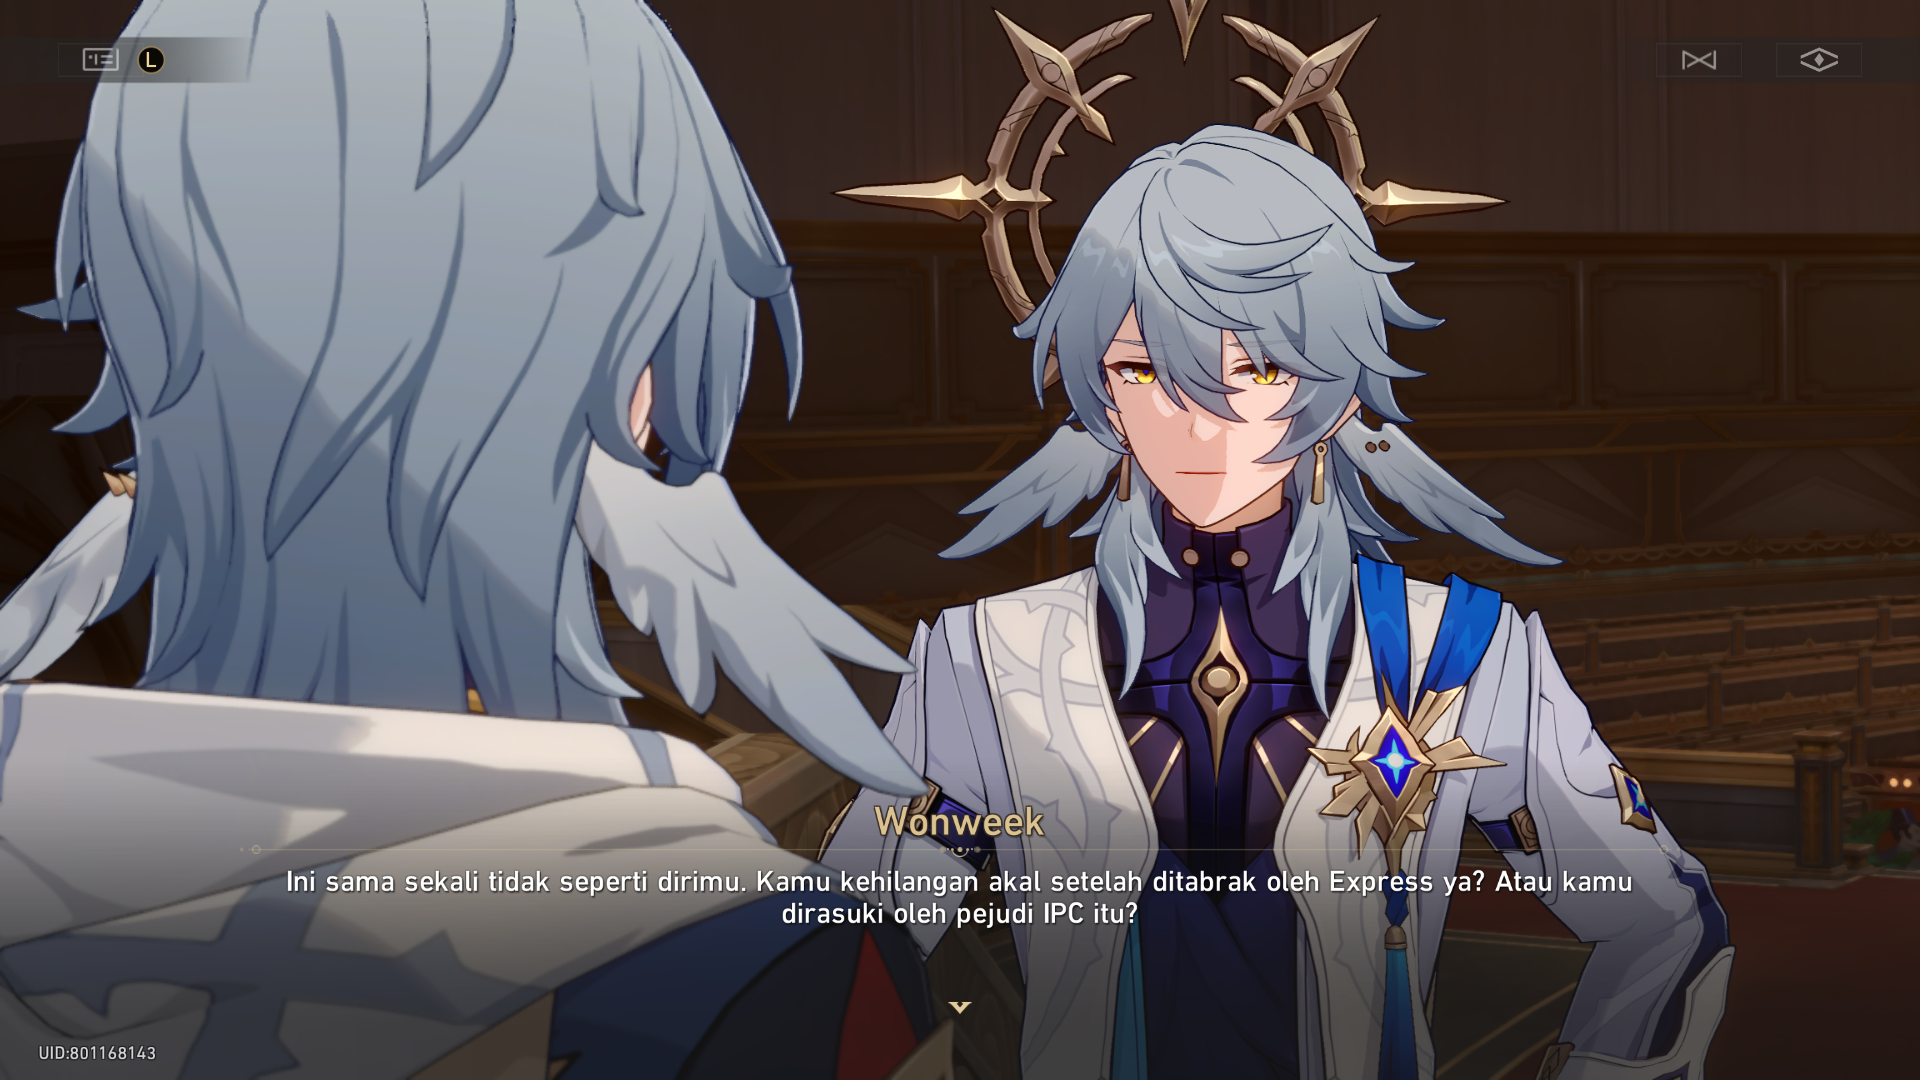 L
Wonweek
Ini sama sekali tidak seperti dirimu. Kamu kehilangan akal setelah ditabrak oleh Express ya? Atau kamu
dirasuki oleh pejudi IPC itu?
UID:801168143